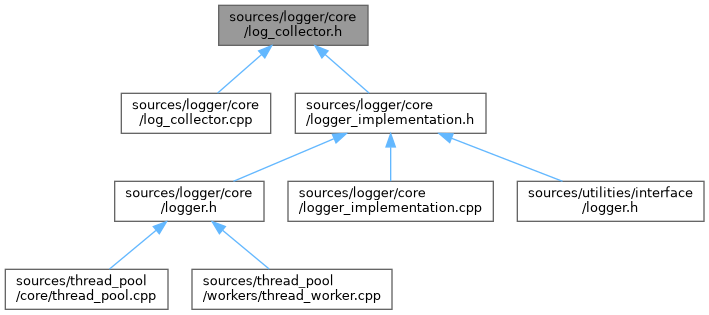 sources/logger/core
/log_collector.h
sources/logger/core
/log_collector.cpp
sources/logger/core
/logger_implementation.h
sources/logger/core
/logger.h
sources/logger/core
/logger_implementation.cpp
sources/utilities/interface
/logger.h
sources/thread_pool
/core/thread_pool.cpp
sources/thread_pool
/workers/thread_worker.cpp